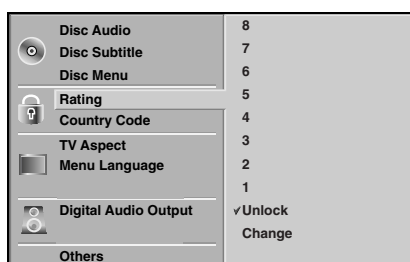 Disc Audio
Disc Subtitle
Disc Menu
Rating
Country Code
TV Aspect
Menu Language
Digital Audio Output
Others
8
7
6
5
4
3
2
1
✓Unlock
Change